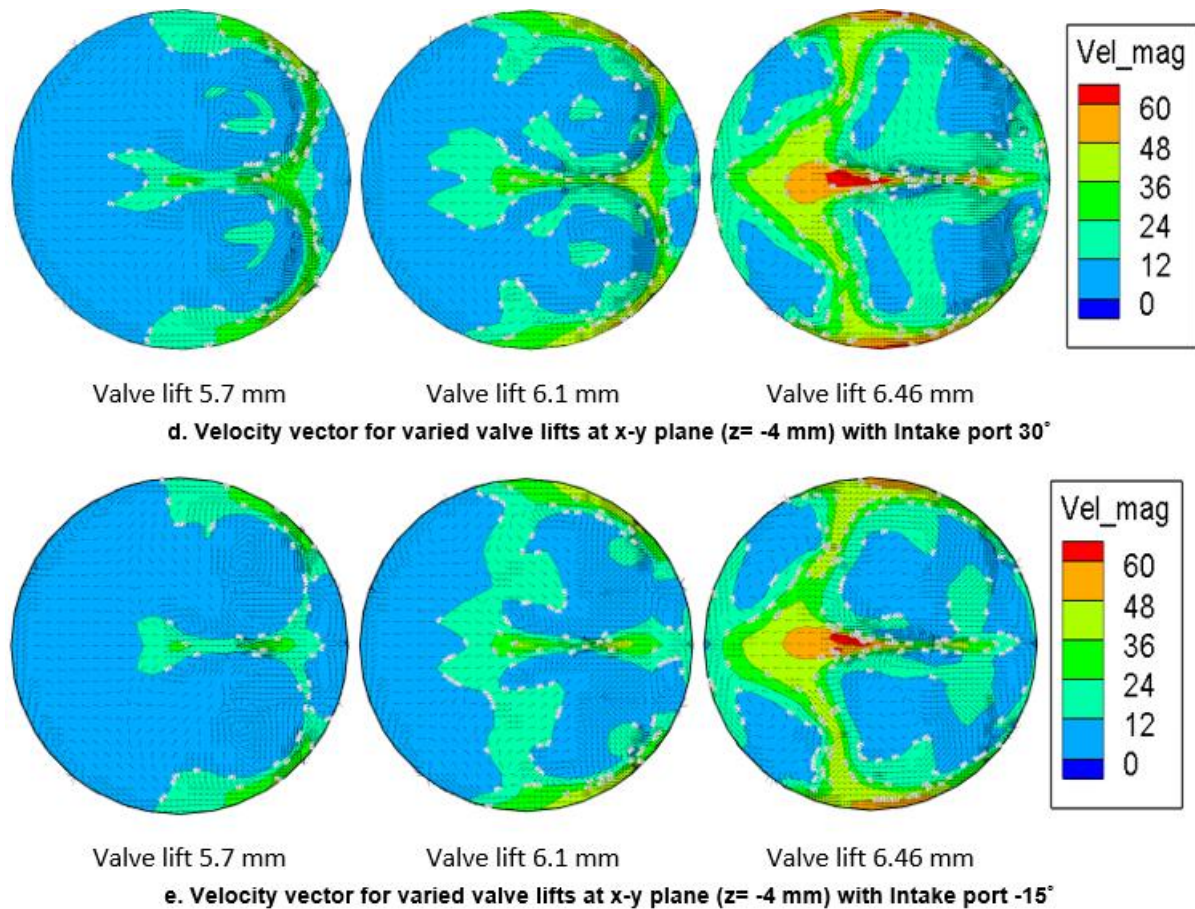 Vel_mag
60
48
36
24
12
0
Valve lift 5.7 mm Valve lift 6.1 mm Valve lift 6.46 mm
d. Velocity vector for varied valve lifts at x-y plane (z= -4 mm) with Intake port 30˚
Vel_mag
60
48
36
24
12
0
Valve lift 5.7 mm Valve lift 6.1 mm Valve lift 6.46 mm
e. Velocity vector for varied valve lifts at x-y plane (z= -4 mm) with Intake port -15˚